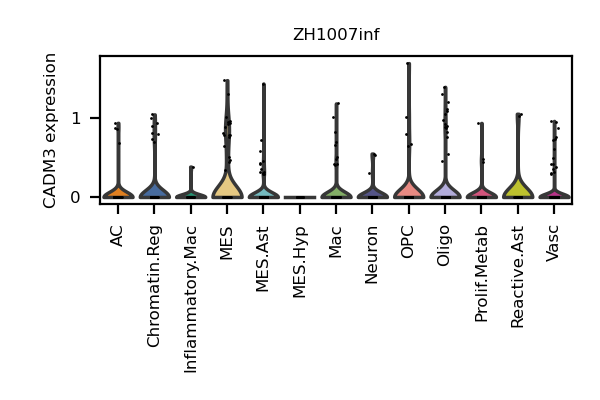 ZH1007inf
CADM3 expression
1
0
AC
Chromatin.Reg
Inflammatory.Mac
MES
MES.Ast
MES.Hyp
Mac
Neuron
OPC
Oligo
Prolif.Metab
Reactive.Ast
Vasc